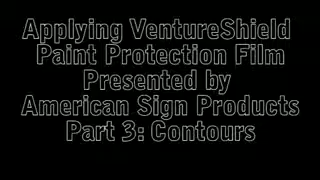 Applying VentureShield
Paint Protection Film
Presented by
American Sign Products
Part 3: Contours